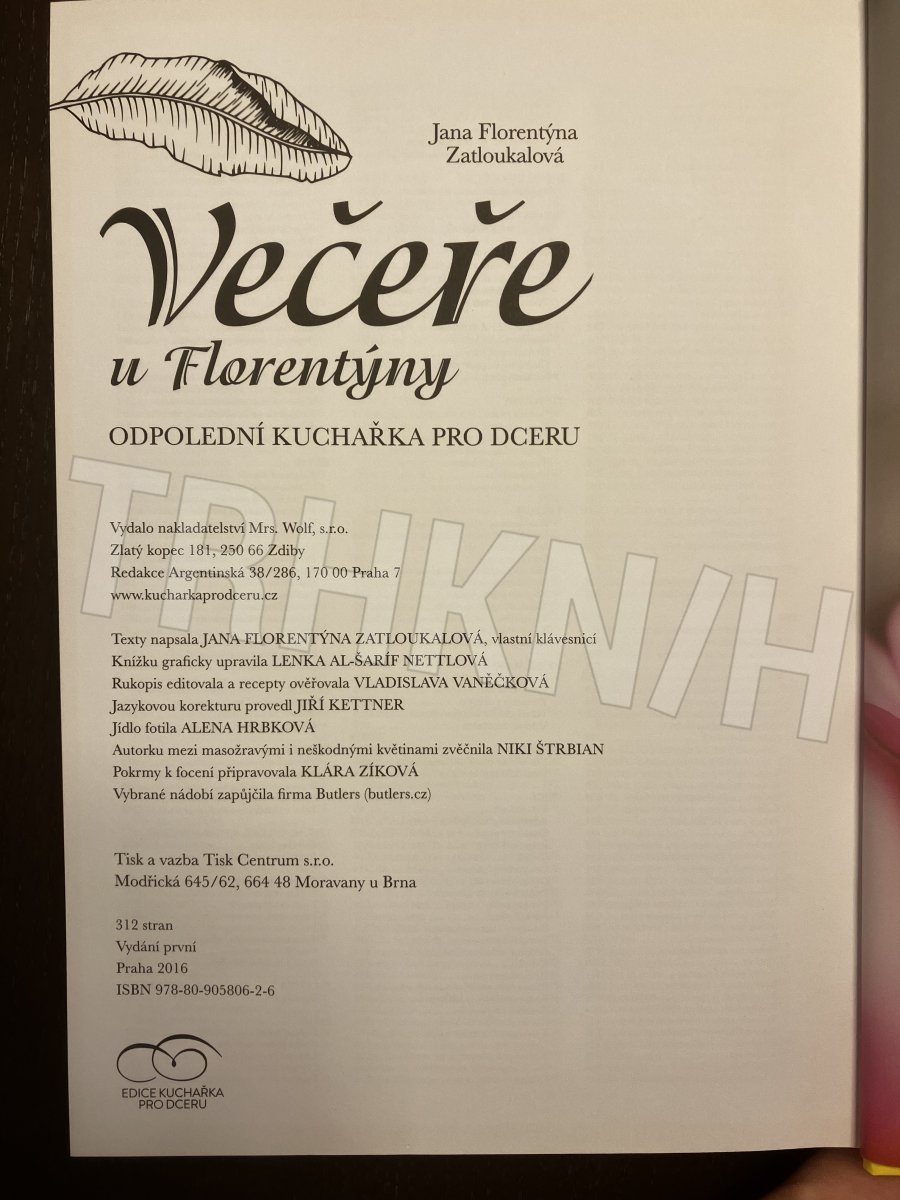 Jana Florentýna
Zatloukalová
Večeře
u Florentýny
ODPOLEDNÍ KUCHAŘKA PRO DCERU
TRHKN/H
Vydalo nakladatelství Mrs. Wolf, s.r.o.
Zlatý kopec 181, 250 66 Zdiby
Redakce Argentinská 38/286, 170 00 Praha 7
www.kucharkaprodceru.cz
Texty napsala JANA FLORENTÝNA ZATLOUKALOVÁ, vlastní klávesnicí
Knížku graficky upravila LENKA AL-ŠARÍF NETTLOVÁ
Rukopis editovala a recepty ověřovala VLADISLAVA VANĚČKOVÁ
Jazykovou korekturu provedl JIŘÍ KETTNER
Jídlo fotila ALENA HRBKOVÁ
Autorku mezi masožravými i neškodnými květinami zvěčnila NIKI ŠTRBIAN
Pokrmy k focení připravovala KLÁRA ZÍKOVÁ
Vybrané nádobí zapůjčila firma Butlers (butlers.cz)
Tisk a vazba Tisk Centrum s.r.o.
Modřická 645/62, 664 48 Moravany u Brna
312 stran
Vydání první
Praha 2016
ISBN 978-80-905806-2-6
EDICE KUCHAŘKA
PRO DCERU